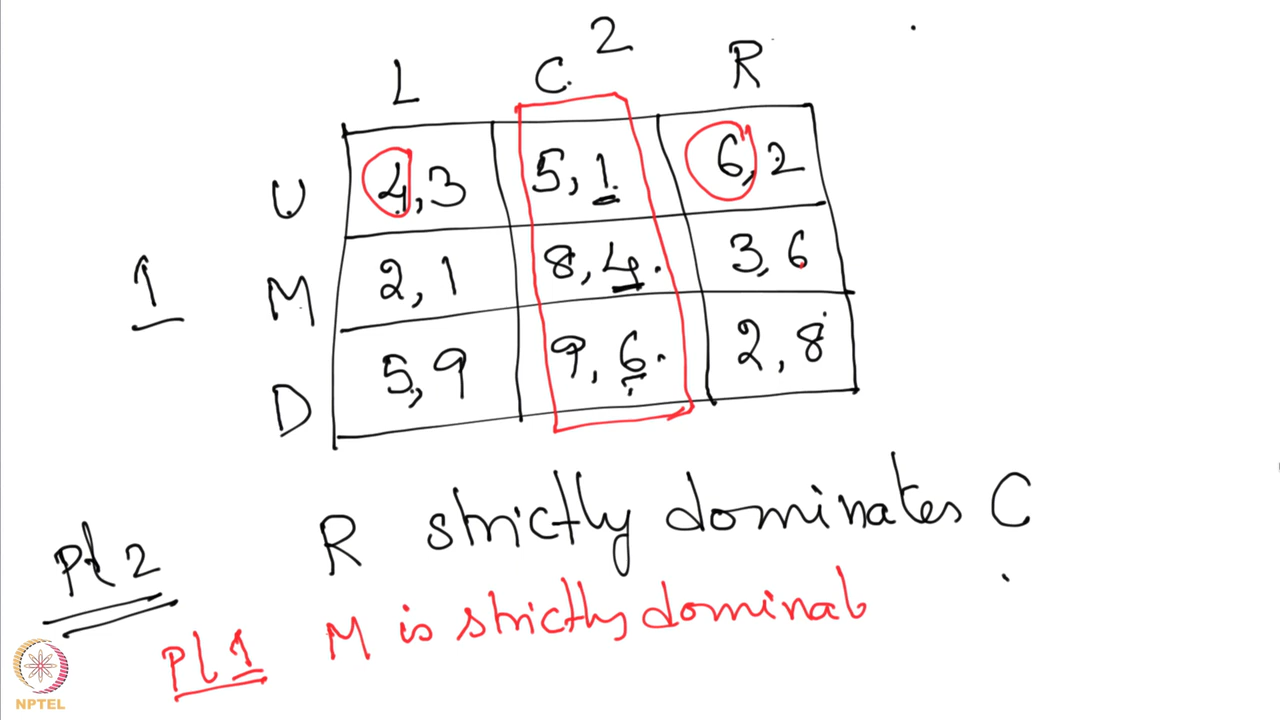 2
L C R
U 4,3 5,1 6,2
1 M 2,1 8,4 3,6
D 5,9 9,6 2,8
Pl 2 R strictly dominates C
Pl 1 M is strictly dominat
NPTEL